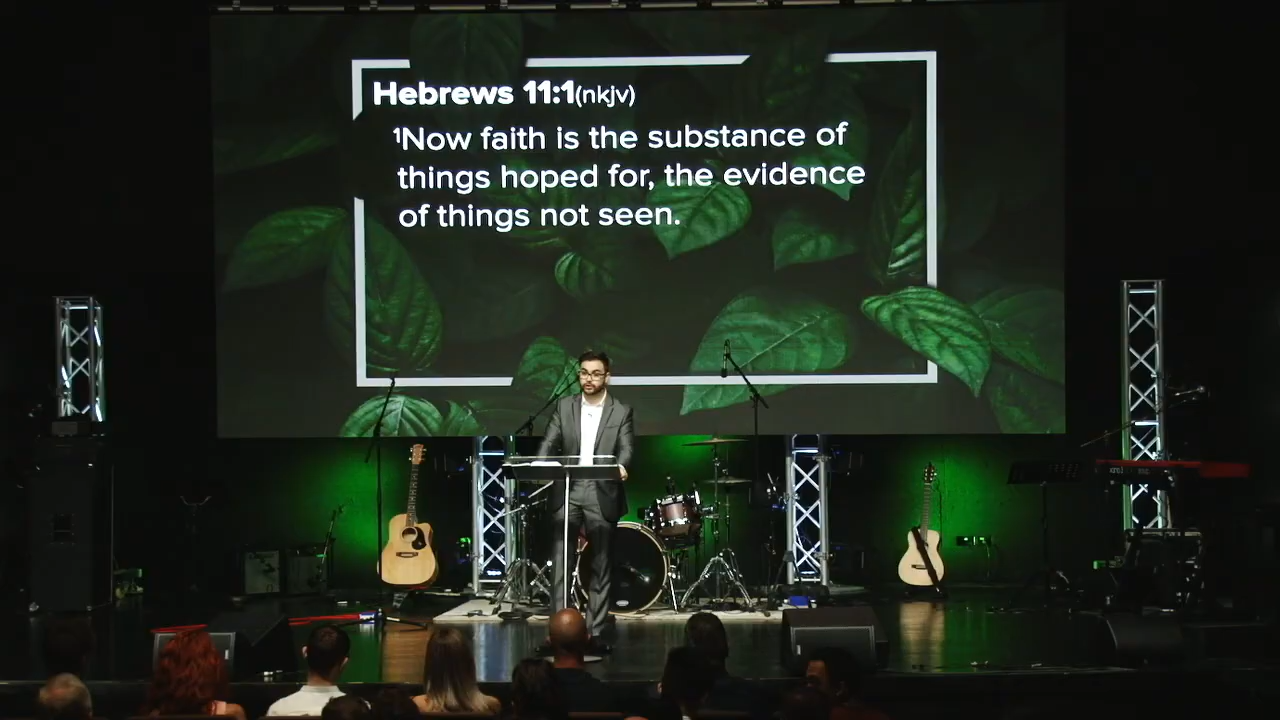 Hebrews 11:1(nkjv)
¹Now faith is the substance of
things hoped for, the evidence
of things not seen.